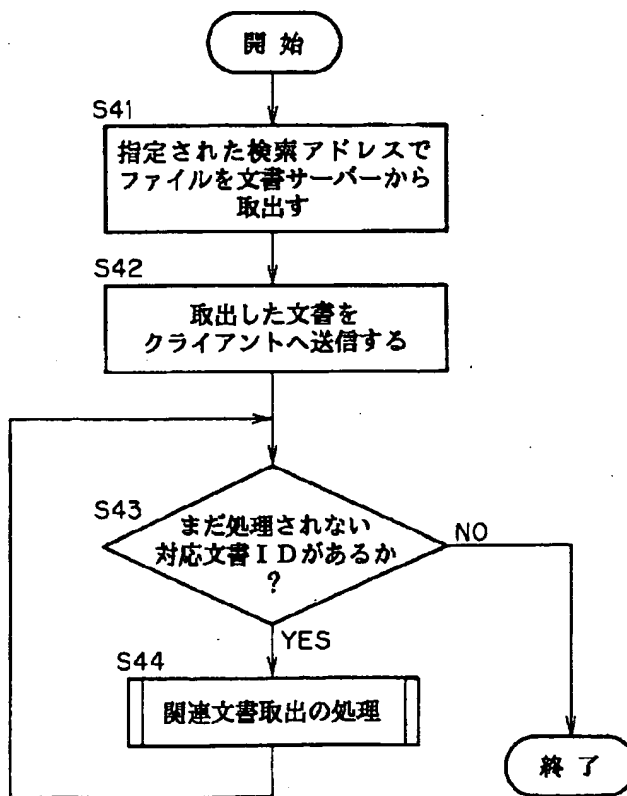 開始
S41
指定された検索アドレスで
ファイルを文書サーバーから
取出す
S42
取出した文書を
クライアントへ送信する
S43
まだ処理されない
対応文書IDがあるか
?
NO
YES
S44
関連文書取出の処理
終了